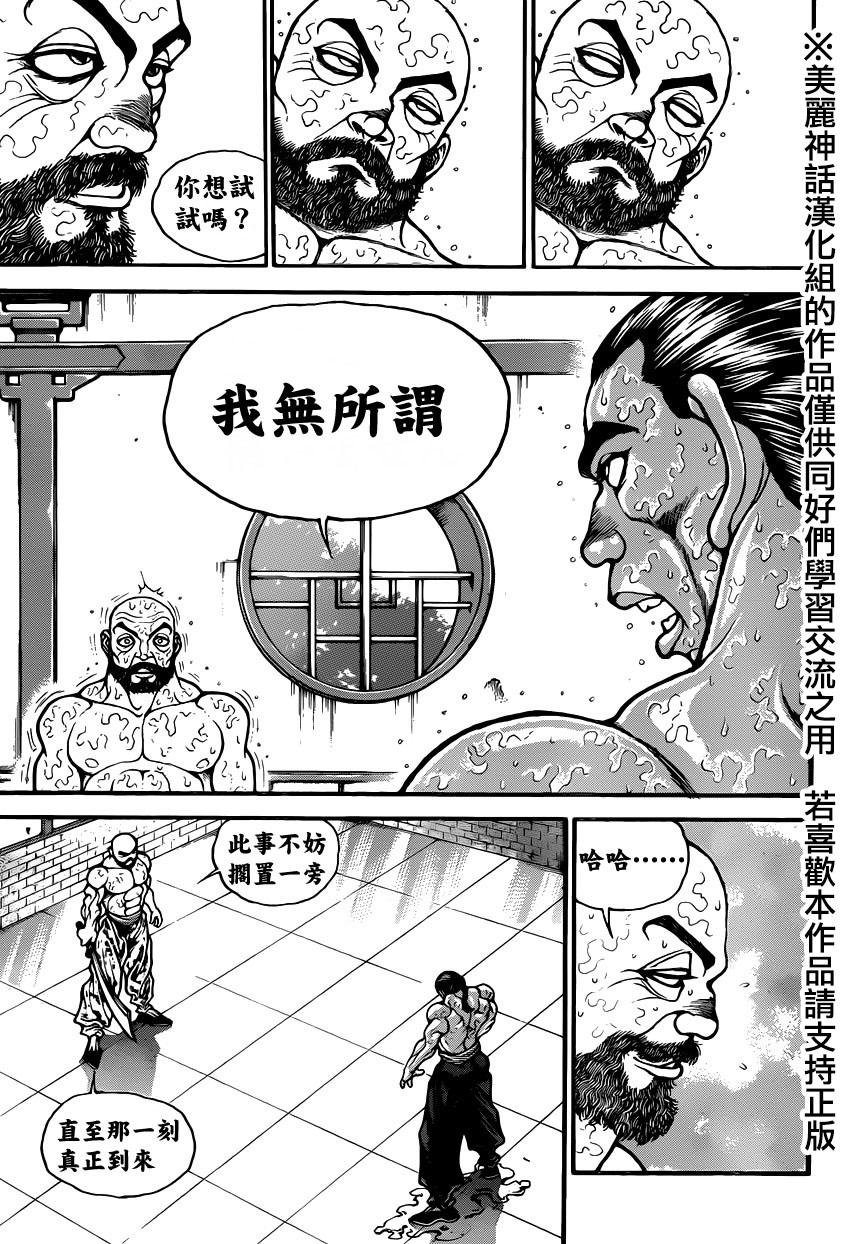 你想試
試嗎？
我無所謂
哈哈⋯⋯
此事不妨
擱置一旁
直至那一刻
真正到來
※美麗神話漢化組的作品僅供同好們學習交流之用 若喜歡本作品請支持正版